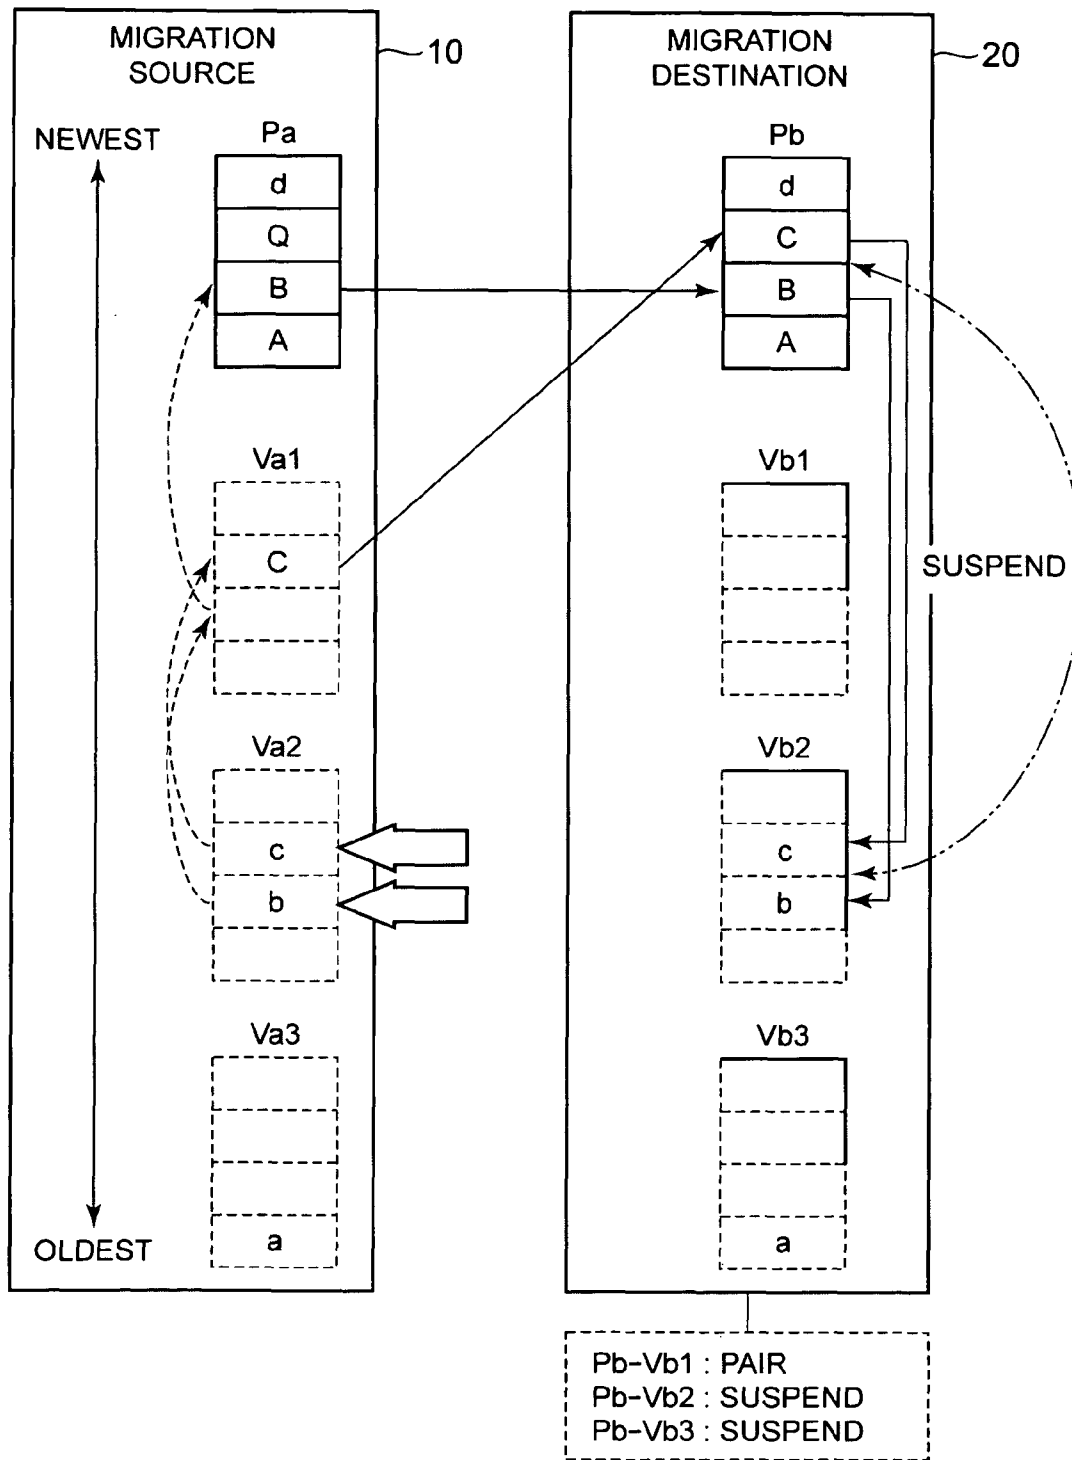 MIGRATION
SOURCE
10
NEWEST
Pa
d
Q
B
A
Va1
C
Va2
c
b
Va3
a
OLDEST
MIGRATION
DESTINATION
20
Pb
d
C
B
A
Vb1
SUSPEND
Vb2
c
b
Vb3
a
Pb-Vb1 : PAIR
Pb-Vb2 : SUSPEND
Pb-Vb3 : SUSPEND